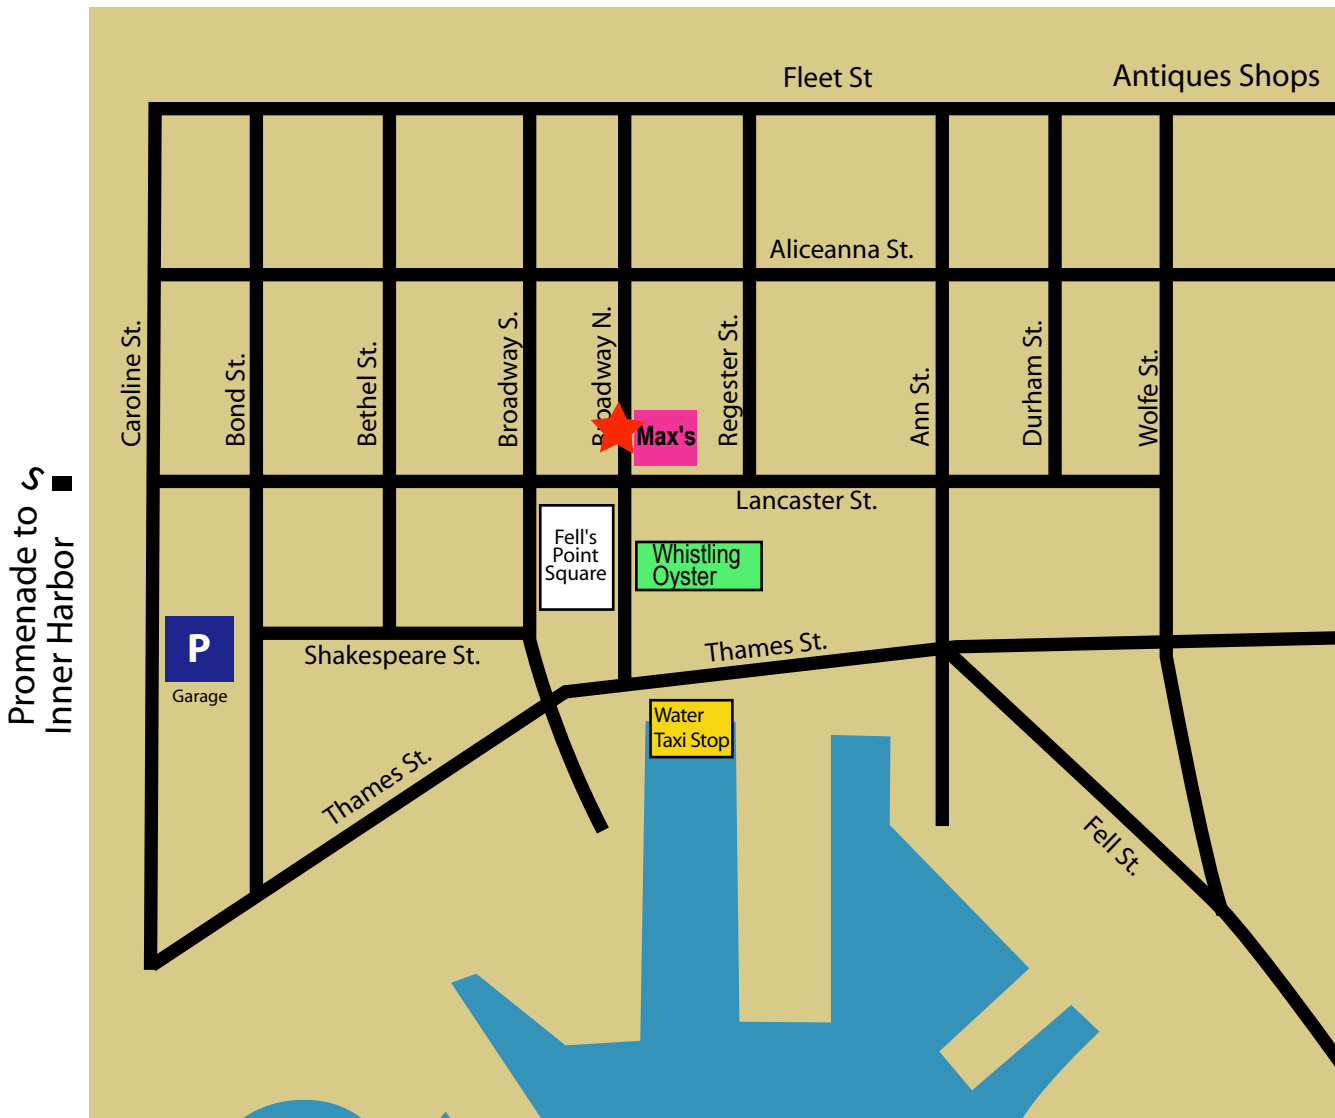 Fleet St
Antiques Shops
Aliceanna St.
Caroline St.
Bond St.
Bethel St.
Broadway S.
Broadway N.
Regester St.
Ann St.
Durham St.
Wolfe St.
Max's
Lancaster St.
Fell's
Point
Square
Whistling
Oyster
Promenade to
Inner Harbor
P
Garage
Shakespeare St.
Thames St.
Water
Taxi Stop
Thames St.
Fell St.